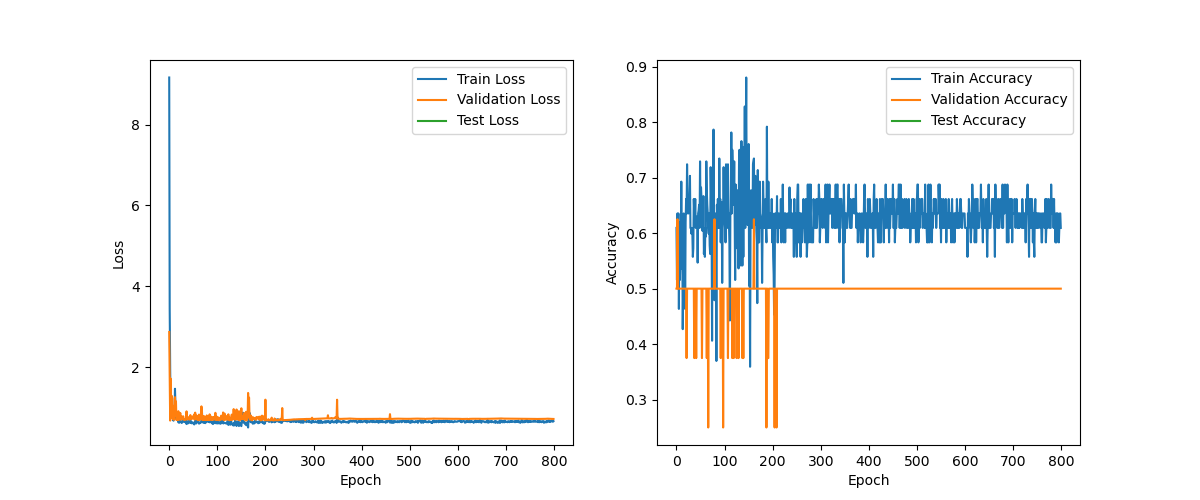 Train Loss
Validation Loss
Test Loss
8
6
4
2
Loss
0 100 200 300 400 500 600 700 800
Epoch
Train Accuracy
Validation Accuracy
Test Accuracy
0.9
0.8
0.7
0.6
0.5
0.4
0.3
Accuracy
0 100 200 300 400 500 600 700 800
Epoch